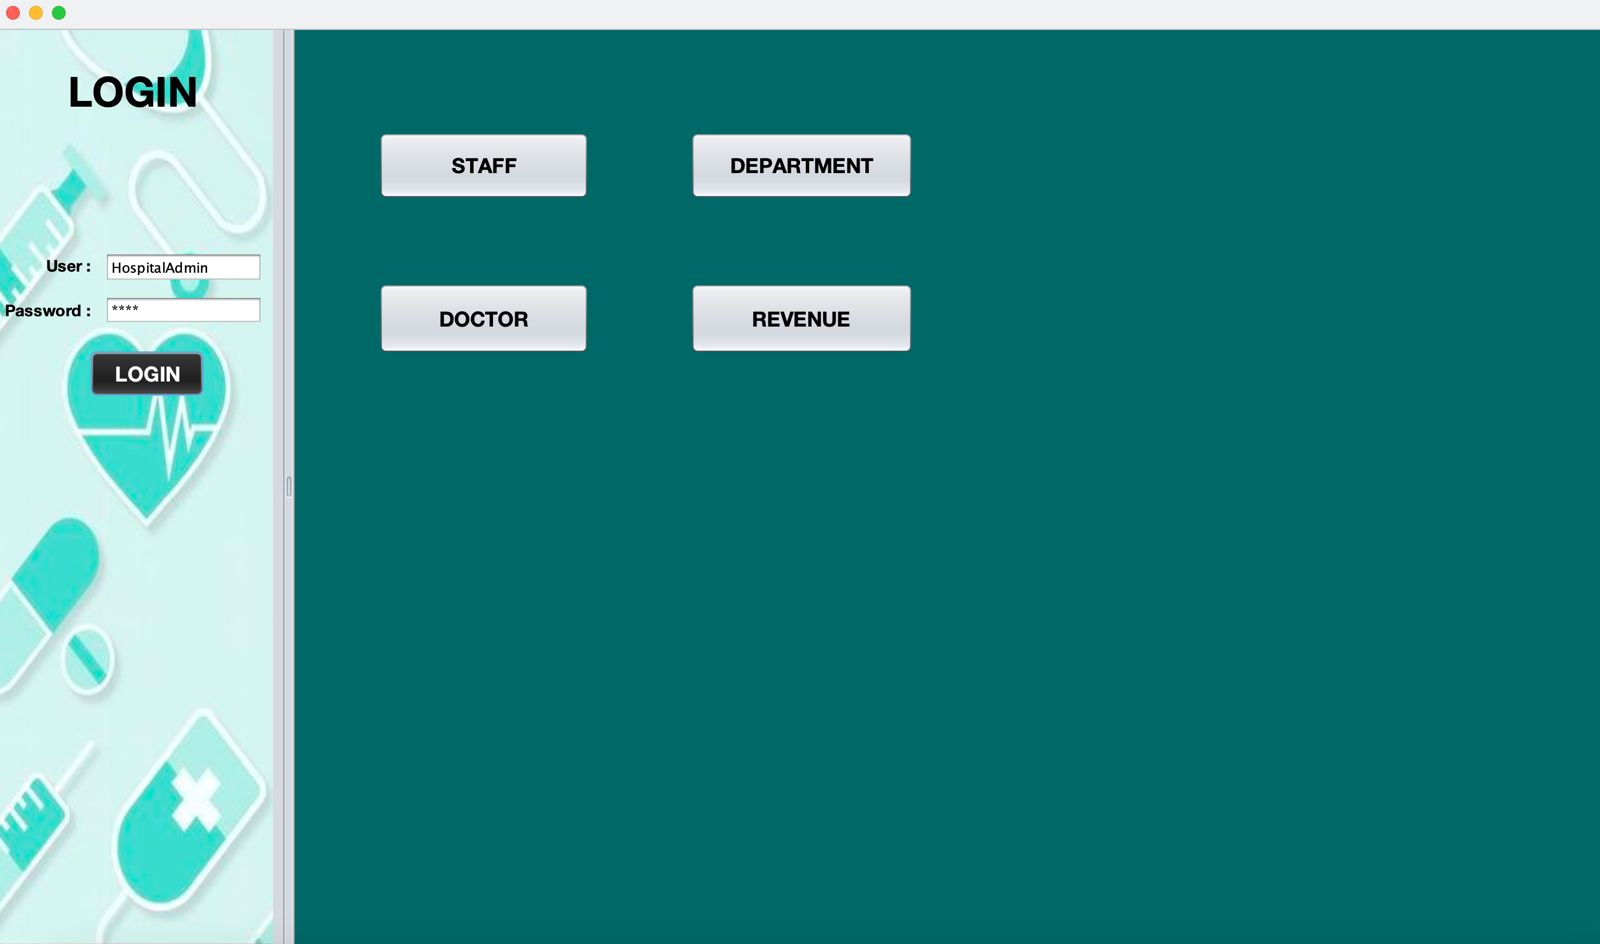 LOGIN
User : HospitalAdmin
Password : ****
LOGIN
STAFF DEPARTMENT
DOCTOR REVENUE